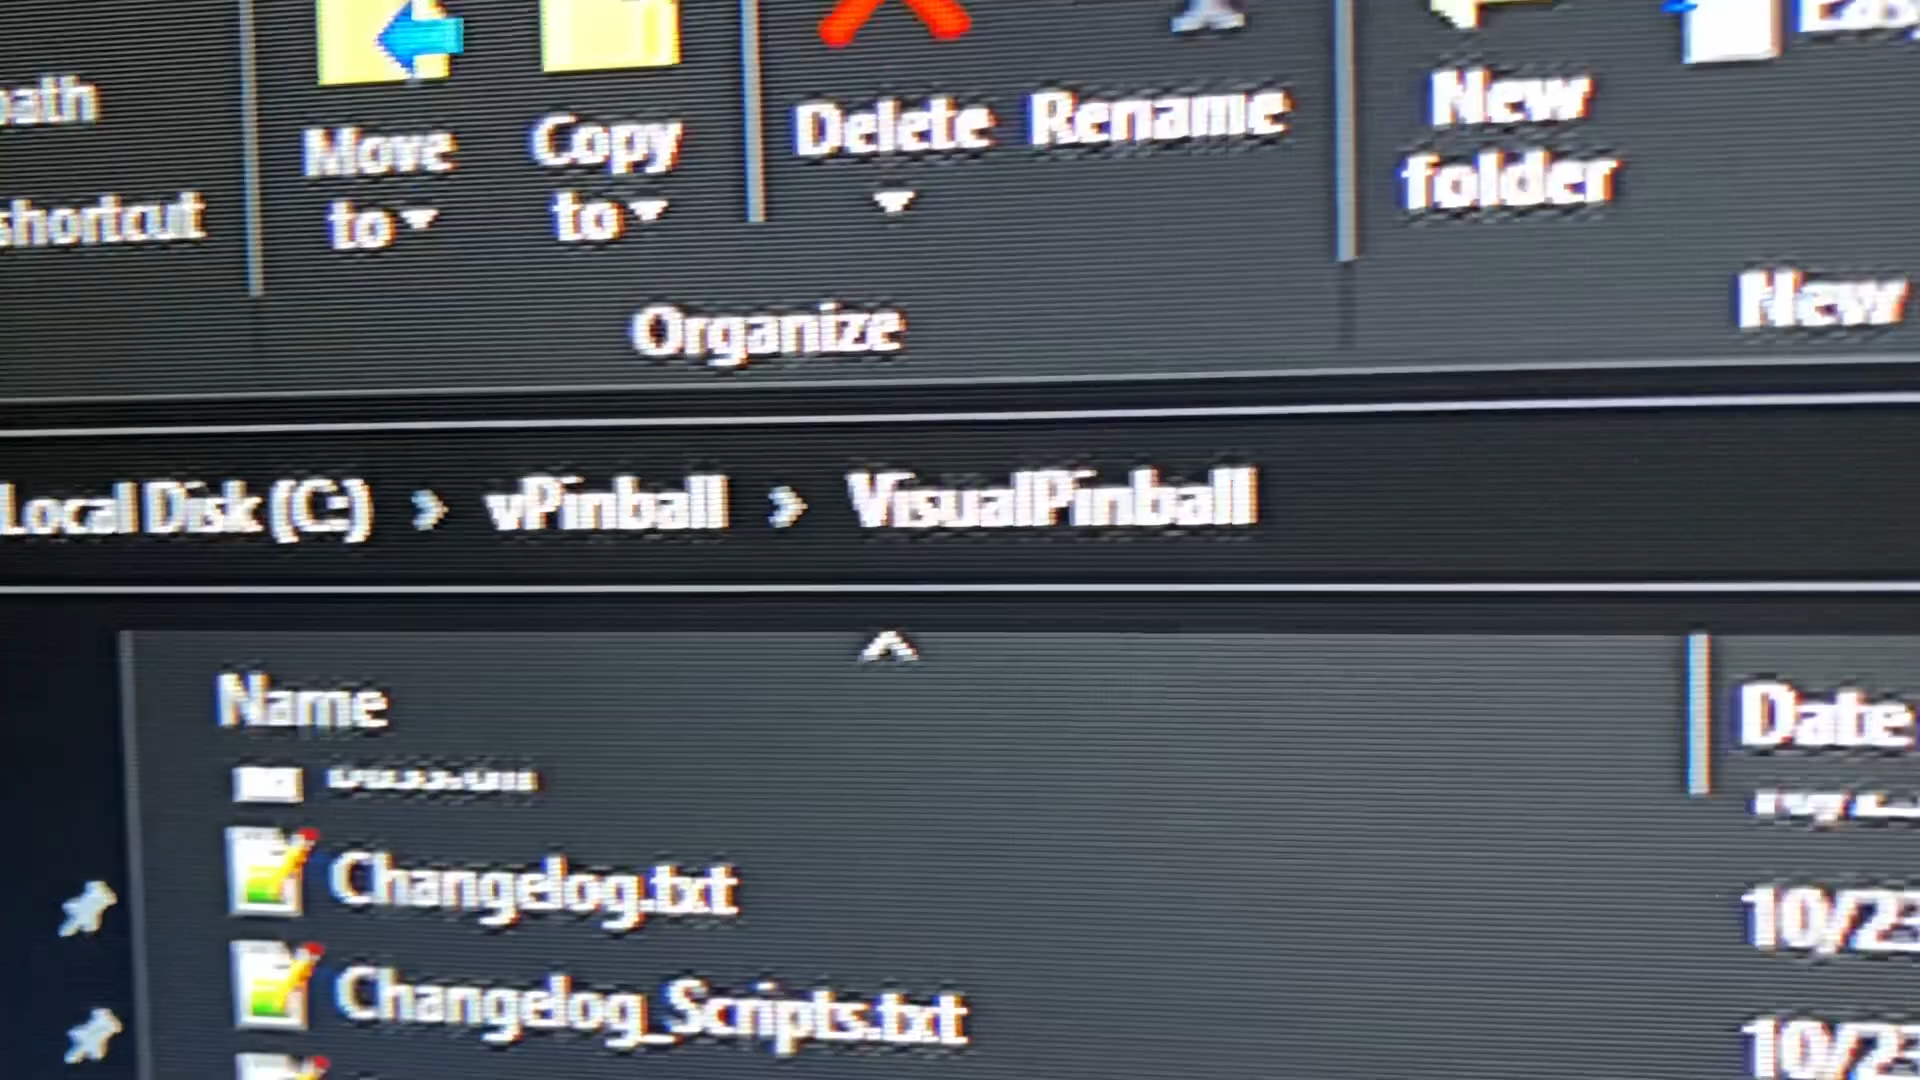 path
shortcut
Move to
Copy to
Delete
Rename
New folder
Organize
New
Local Disk (C:) > vPinball > VisualPinball
Name
Date
Changelog.txt
10/23
Changelog_Scripts.txt
10/23